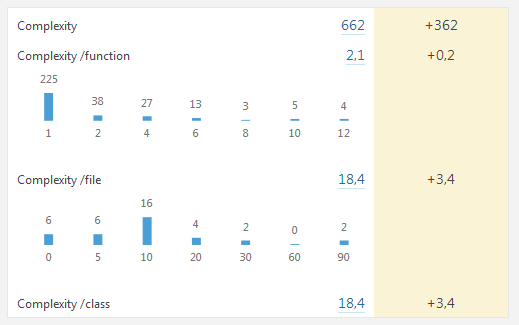 Complexity 662 +362
Complexity /function 2,1 +0,2
225 38 27 13 3 5 4
1 2 4 6 8 10 12
Complexity /file 18,4 +3,4
6 6 16 4 2 0 2
0 5 10 20 30 60 90
Complexity /class 18,4 +3,4